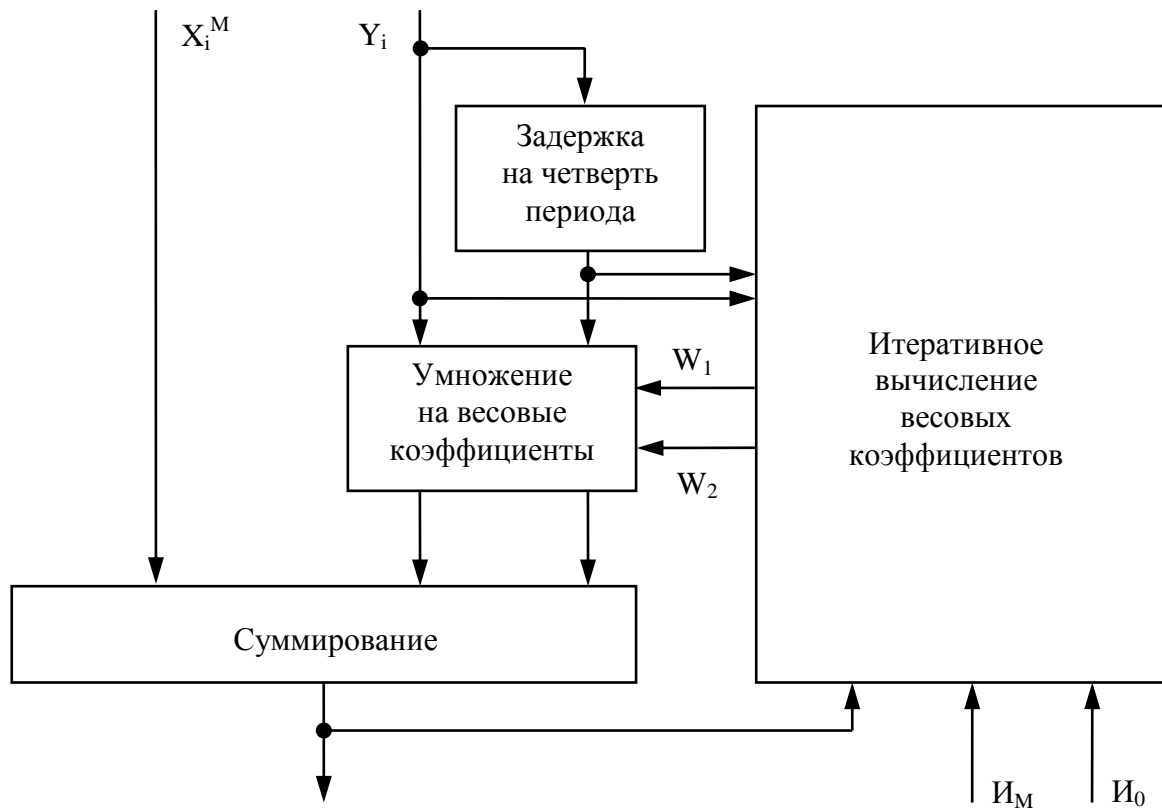 X_i^M
Y_i
Задержка
на четверть
периода
Итеративное
вычисление
весовых
коэффициентов
Умножение
на весовые
коэффициенты
W_1
W_2
Суммирование
И_М
И_0